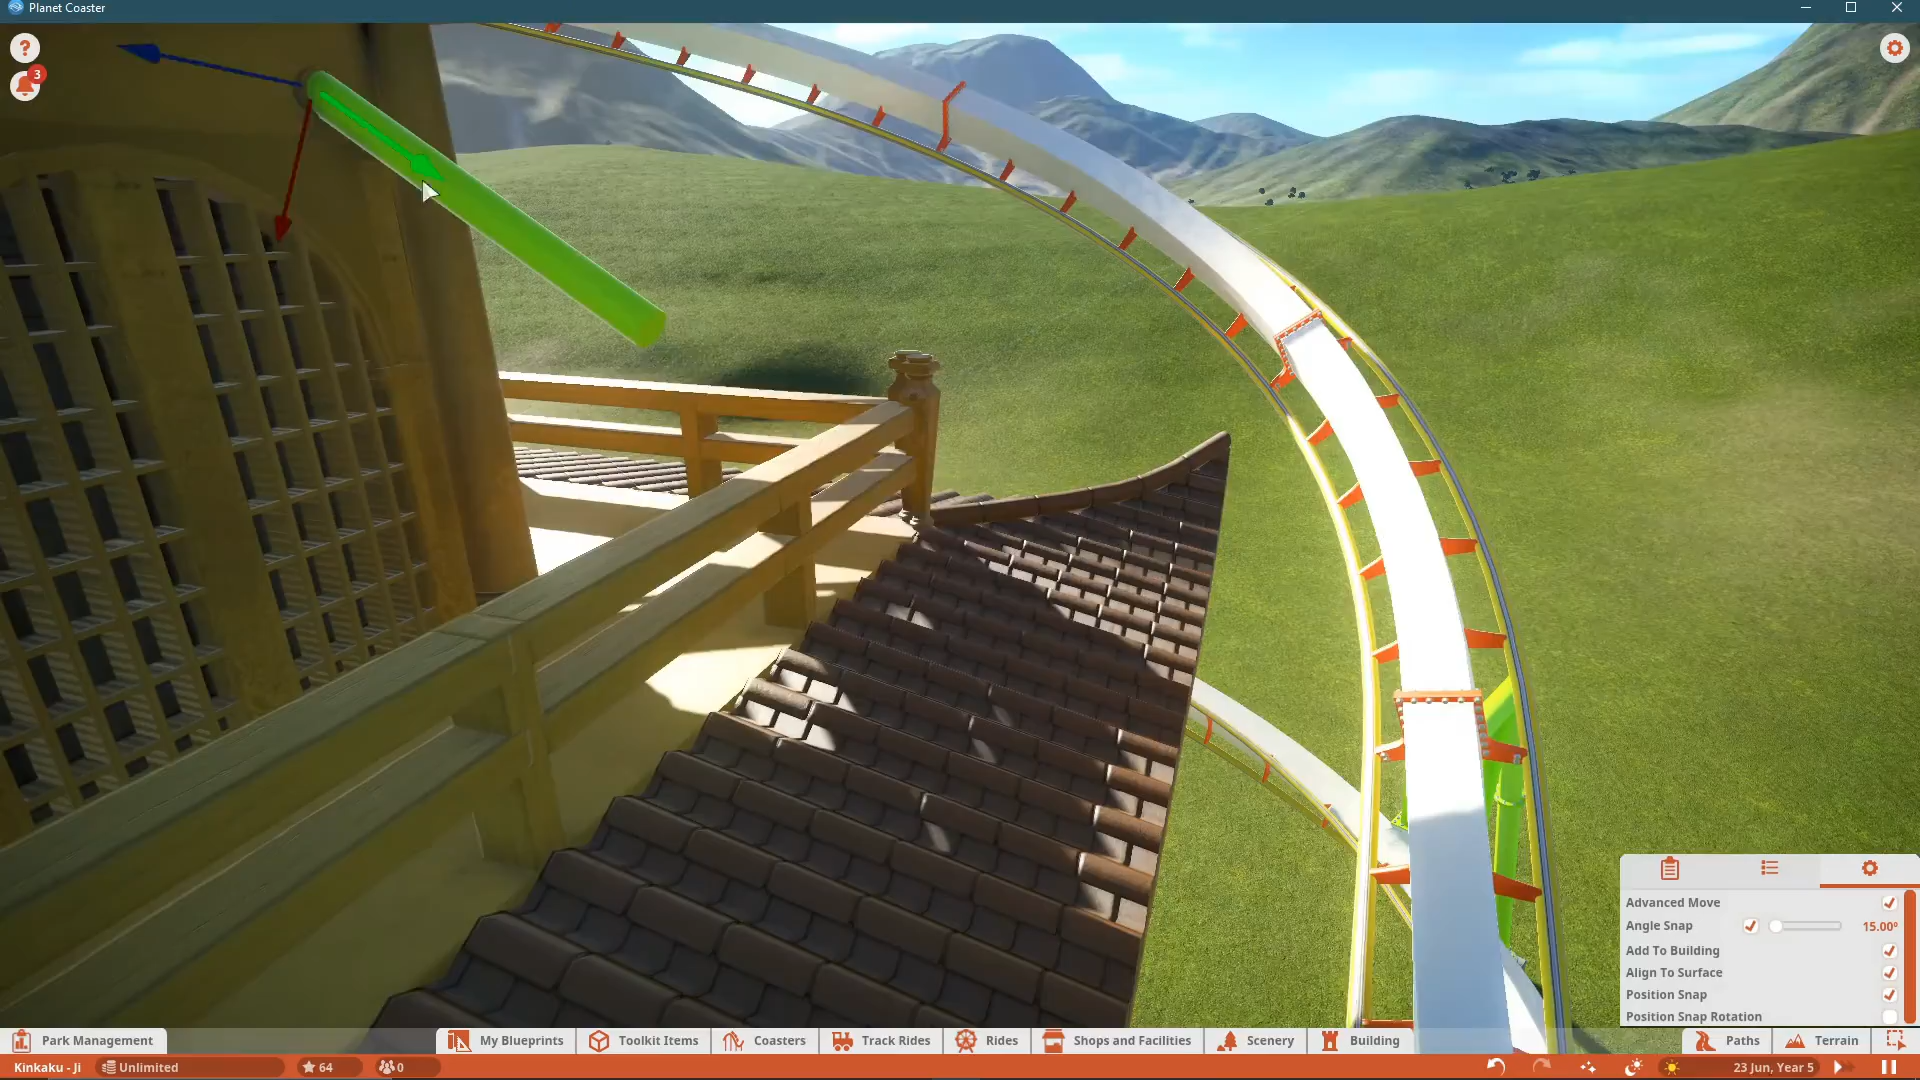 Planet Coaster
?
3
Advanced Move
Angle Snap 15.00°
Add To Building
Align To Surface
Position Snap
Position Snap Rotation
Park Management
My Blueprints
Toolkit Items
Coasters
Track Rides
Rides
Shops and Facilities
Scenery
Building
Paths
Terrain
Kinkaku - Ji
Unlimited
64
0
23 Jun, Year 5